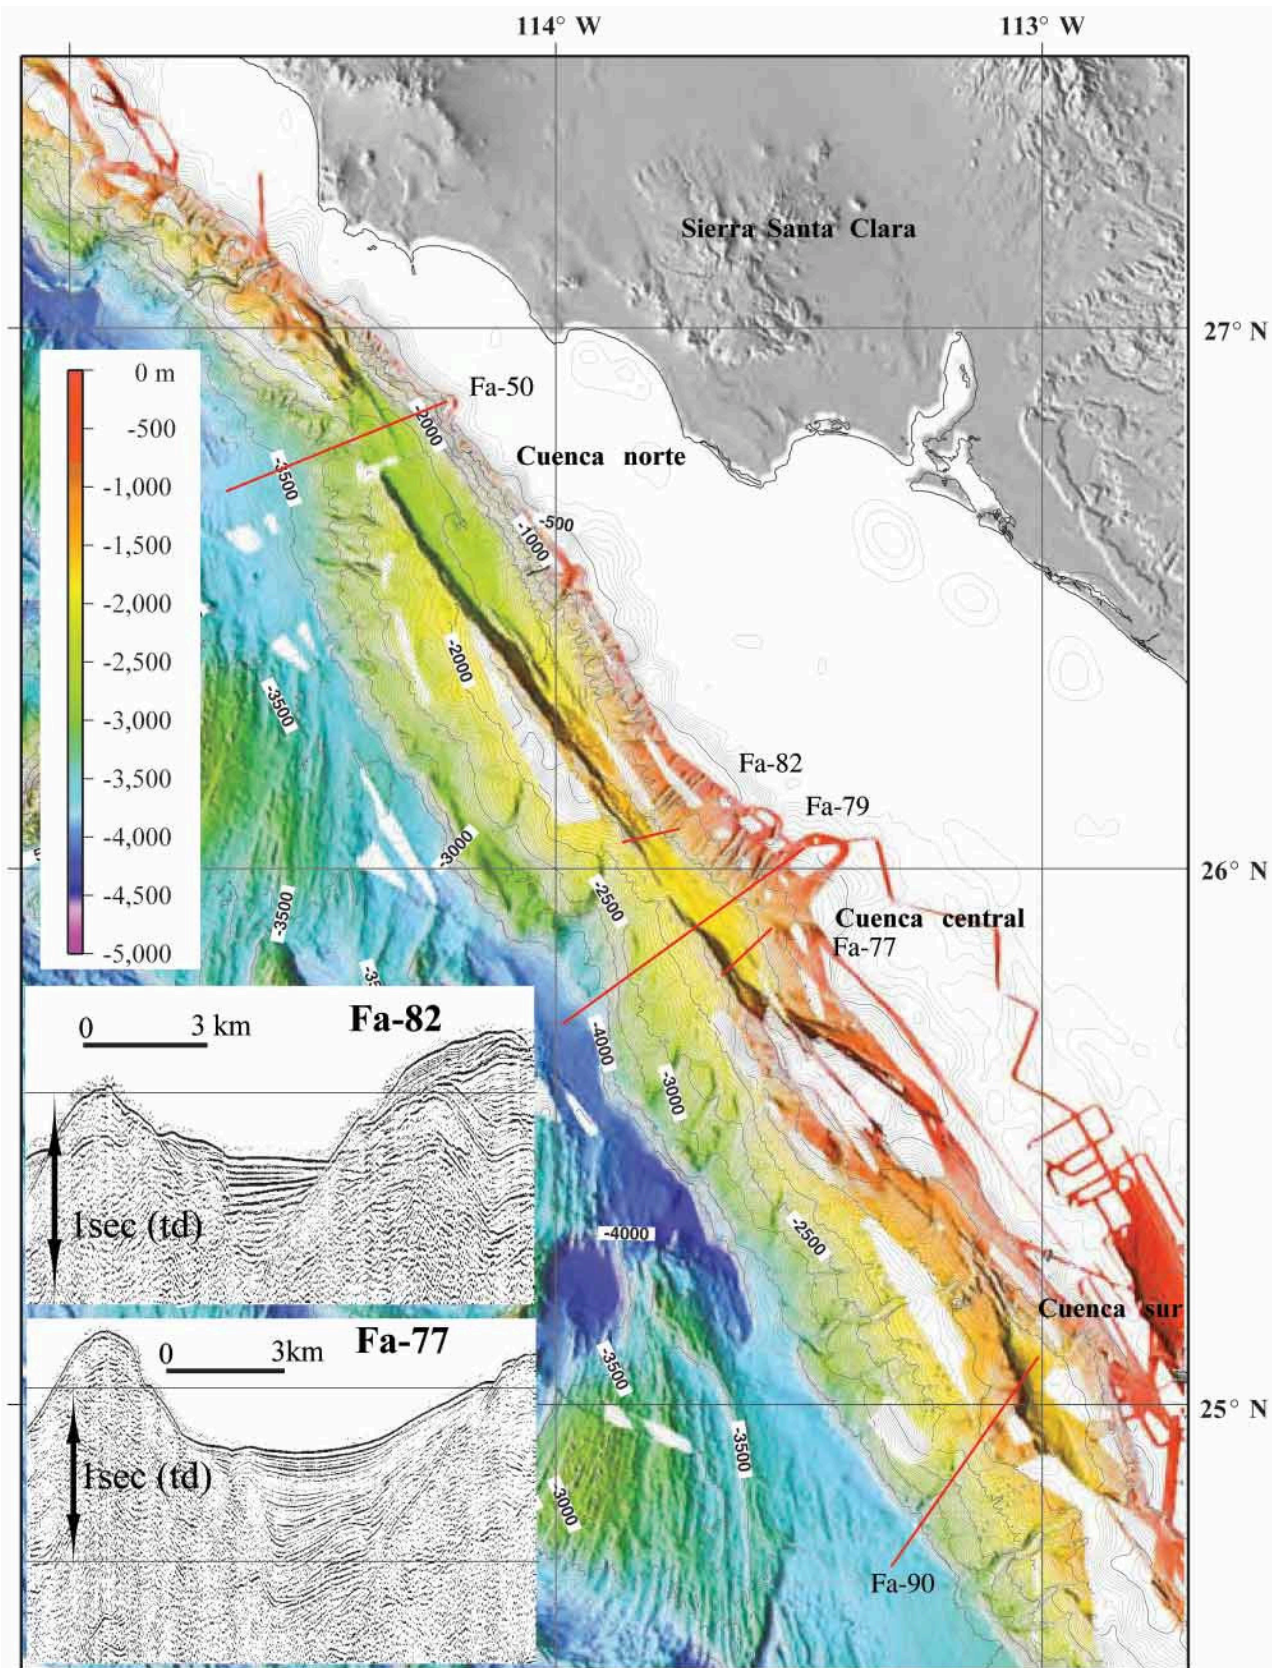 114° W 113° W
Sierra Santa Clara
27° N
0 m
-500
-1,000
-1,500
-2,000
-2,500
-3,000
-3,500
-4,000
-4,500
-5,000
Fa-50
-2000
Cuenca norte
-3500
-500
-1000
-2000
-3500
Fa-82
Fa-79
-3000
26° N
-2500
-3500
Cuenca central
Fa-77
-4000
-3000
Fa-82
0 3 km
1sec (td)
-4000
-2500
Cuenca sur
Fa-77
0 3km
1sec (td)
-3500
25° N
-3500
-3000
Fa-90